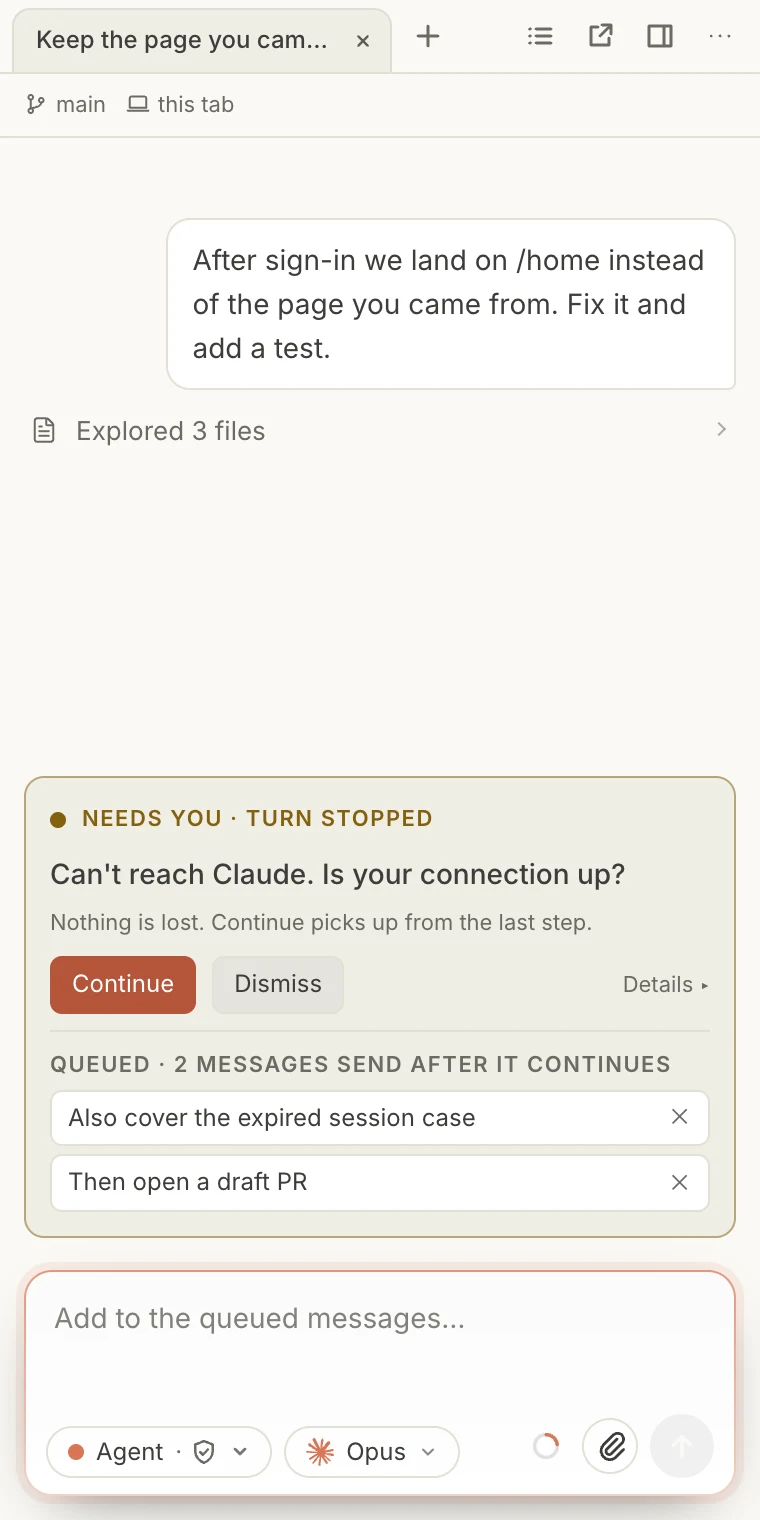 Keep the page you cam...
main this tab
After sign-in we land on /home instead
of the page you came from. Fix it and
add a test.
Explored 3 files
NEEDS YOU · TURN STOPPED
Can't reach Claude. Is your connection up?
Nothing is lost. Continue picks up from the last step.
Continue Dismiss Details
QUEUED · 2 MESSAGES SEND AFTER IT CONTINUES
Also cover the expired session case
Then open a draft PR
Add to the queued messages...
Agent · Opus